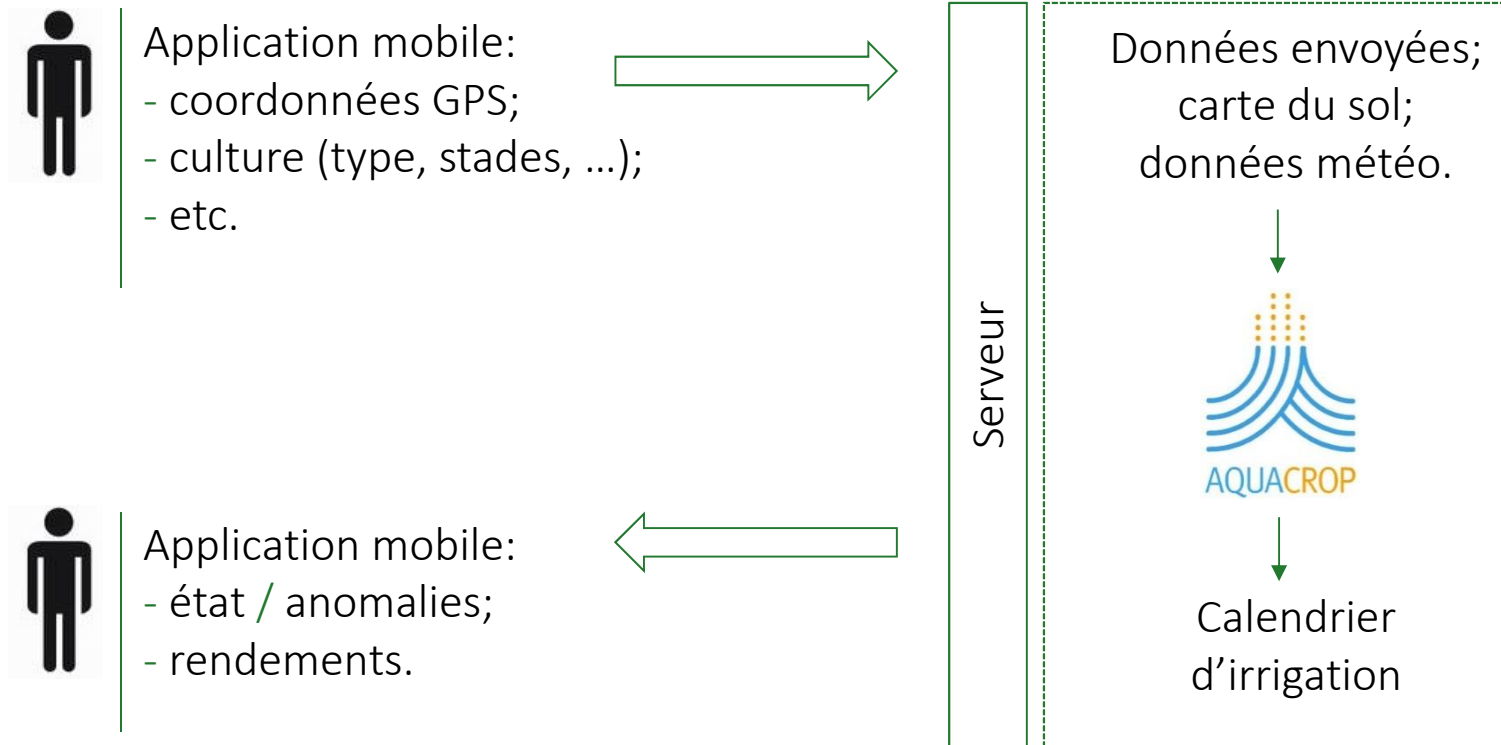 Application mobile:
- coordonnées GPS;
- culture (type, stades, ...);
- etc.
Serveur
Données envoyées;
carte du sol;
données météo.
AQUACROP
Calendrier
d’irrigation
Application mobile:
- état / anomalies;
- rendements.